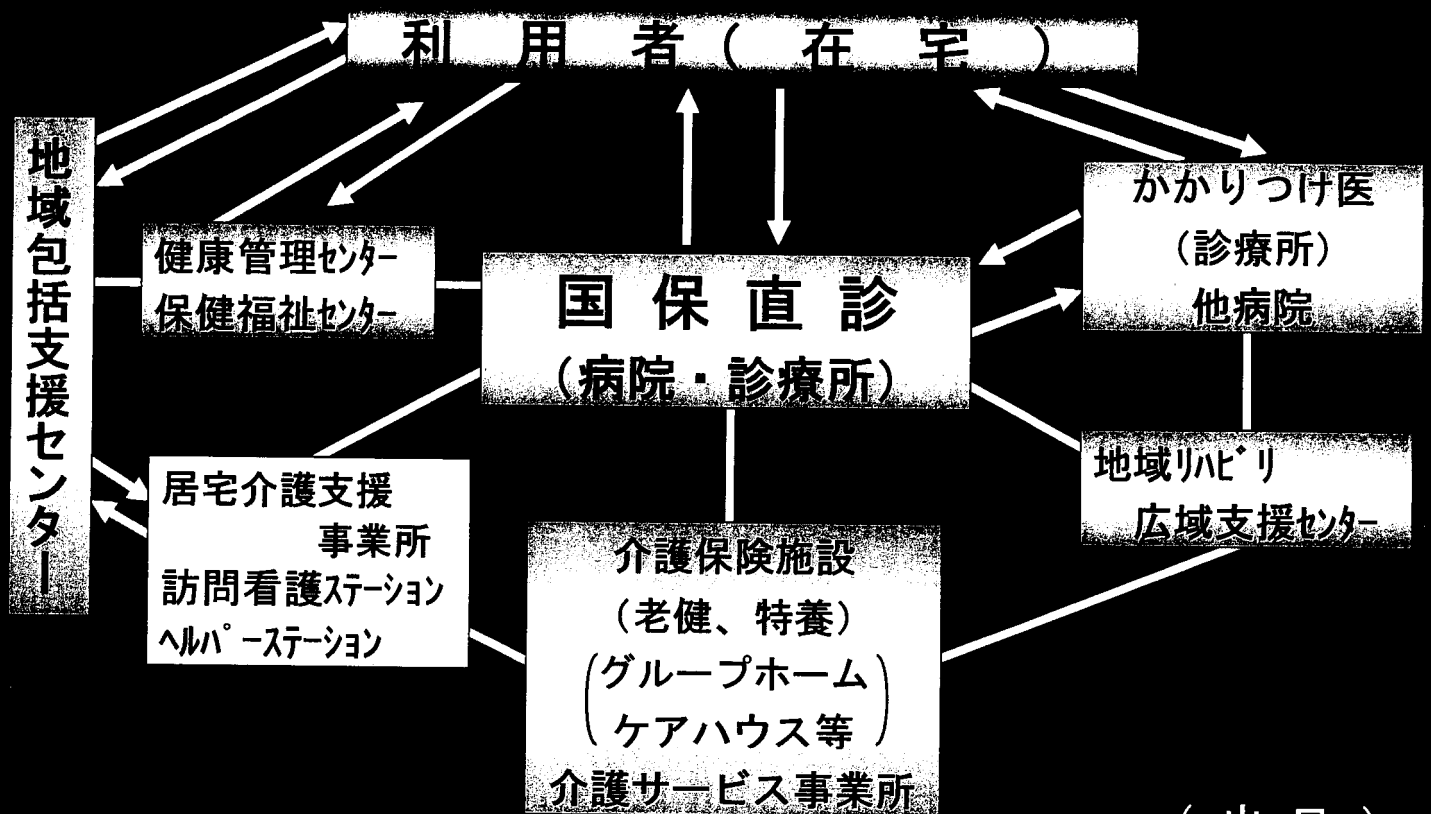 利用者(在宅)
地域包括支援センター
健康管理センター
保健福祉センター
国保直診
(病院・診療所)
かかりつけ医
(診療所)
他病院
居宅介護支援
事業所
訪問看護ステーション
ヘルパーステーション
介護保険施設
(老健、特養)
(グループホーム
ケアハウス等)
介護サービス事業所
地域リハビリ
広域支援センター